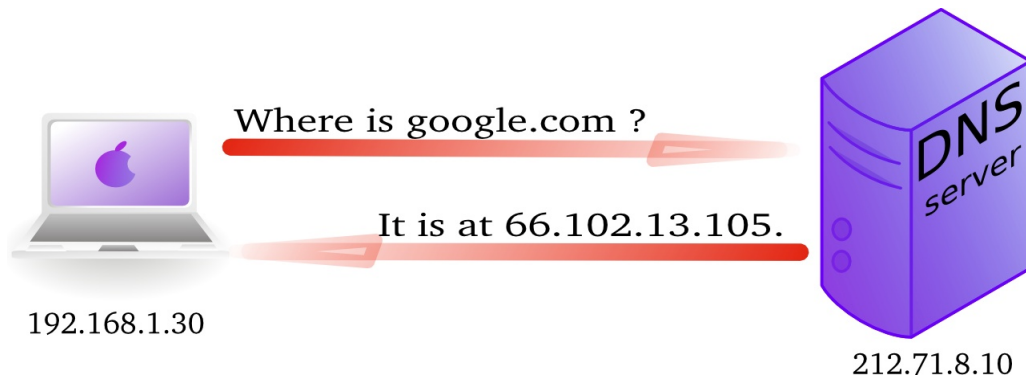 Where is google.com ?
DNS
server
It is at 66.102.13.105.
192.168.1.30
212.71.8.10